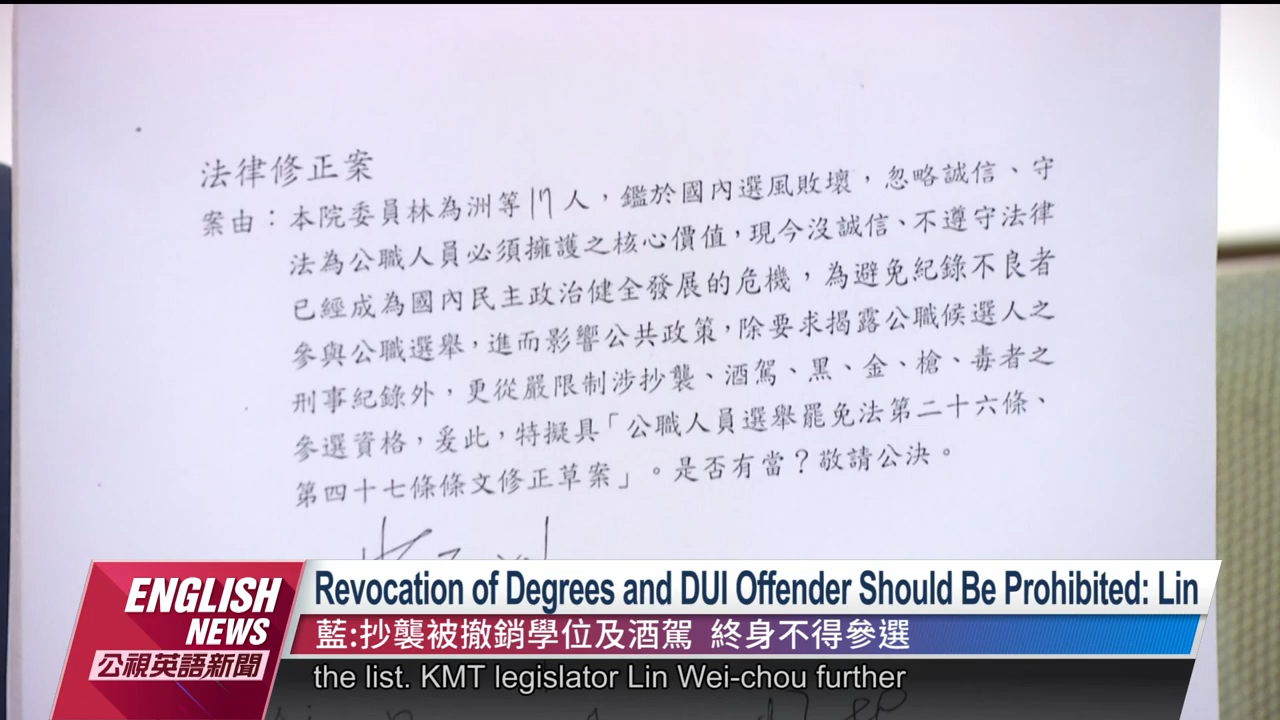 法律修正案
案由：本院委員林為洲等17人，鑑於國內選風敗壞，忽略誠信、守
法為公職人員必須擁護之核心價值，現今沒誠信、不遵守法律
已經成為國內民主政治健全發展的危機，為避免紀錄不良者
參與公職選舉，進而影響公共政策，除要求揭露公職候選人之
刑事紀錄外，更從嚴限制涉抄襲、酒駕、黑、金、槍、毒者之
參選資格，爰此，特擬具「公職人員選舉罷免法第二十六條、
第四十七條條文修正草案」。是否有當？敬請公決。
ENGLISH
NEWS
公視英語新聞
Revocation of Degrees and DUI Offender Should Be Prohibited: Lin
藍:抄襲被撤銷學位及酒駕 終身不得參選
the list. KMT legislator Lin Wei-chou further